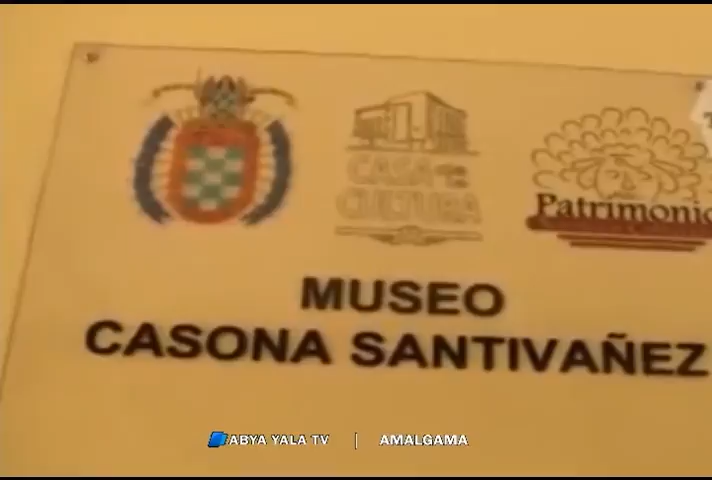 CASA DE LA
CULTURA
Patrimonio
MUSEO
CASONA SANTIVAÑEZ
ABYA YALA TV | AMALGAMA